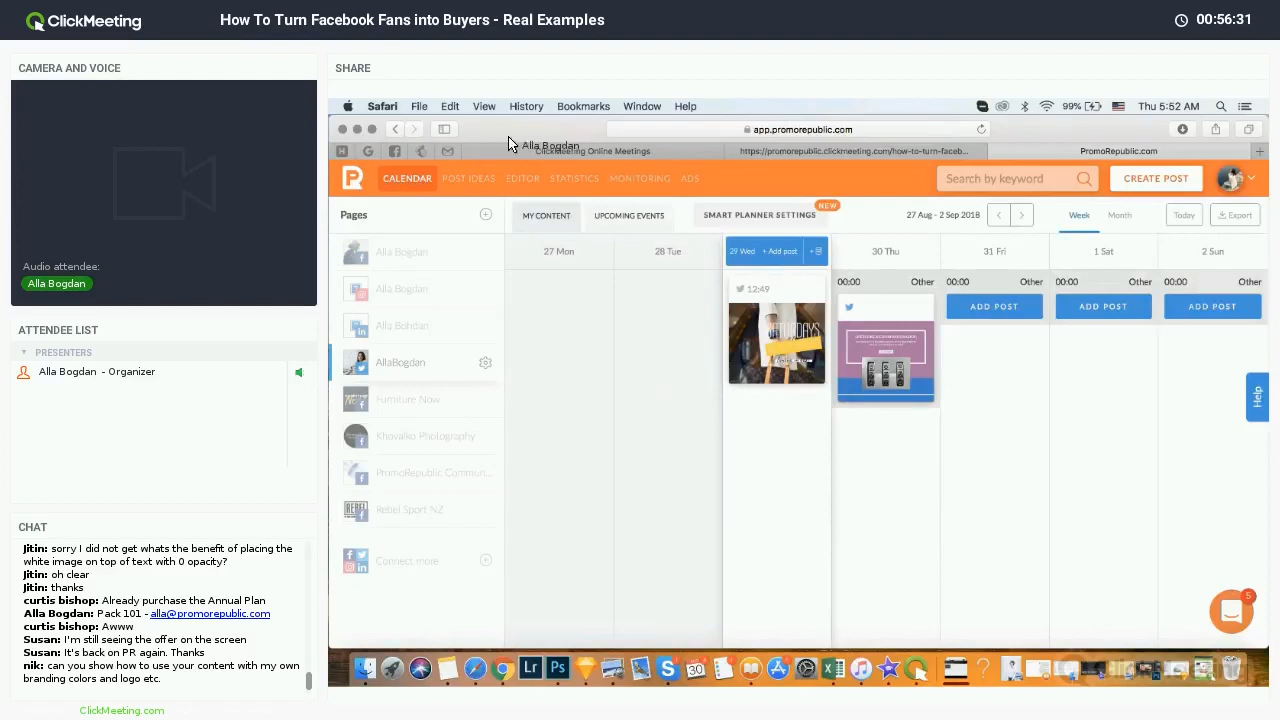 ClickMeeting
How To Turn Facebook Fans into Buyers - Real Examples
00:56:31
CAMERA AND VOICE
Audio attendee:
Alla Bogdan
ATTENDEE LIST
PRESENTERS
Alla Bogdan - Organizer
CHAT
Jitin: sorry I did not get whats the benefit of placing the
white image on top of text with 0 opacity?
Jitin: oh clear
Jitin: thanks
curtis bishop: Already purchase the Annual Plan
Alla Bogdan: Pack 101 - alla@promorepublic.com
curtis bishop: Awww
Susan: I'm still seeing the offer on the screen
Susan: It's back on PR again. Thanks
nik: can you show how to use your content with my own
branding colors and logo etc.
ClickMeeting.com
SHARE
Safari File Edit View History Bookmarks Window Help
99% Thu 5:52 AM
app.promorepublic.com
Alla Bogdan
ClickMeeting Online Meetings
https://promorepublic.clickmeeting.com/how-to-turn-faceb...
PromoRepublic.com
CALENDAR POST IDEAS EDITOR STATISTICS MONITORING ADS
Search by keyword
CREATE POST
Pages
MY CONTENT UPCOMING EVENTS SMART PLANNER SETTINGS NEW
27 Aug - 2 Sep 2018
Week Month Today Export
Alla Bogdan
Alla Bogdan
Alla Bohdan
AllaBogdan
Furniture Now
Khovalko Photography
PromoRepublic Commun...
Rebel Sport NZ
Connect more
27 Mon 28 Tue 29 Wed + Add post 30 Thu 31 Fri 1 Sat 2 Sun
12:49
00:00 Other
00:00 Other
ADD POST
00:00 Other
ADD POST
00:00 Other
ADD POST
Help
5
Lr Ps
30